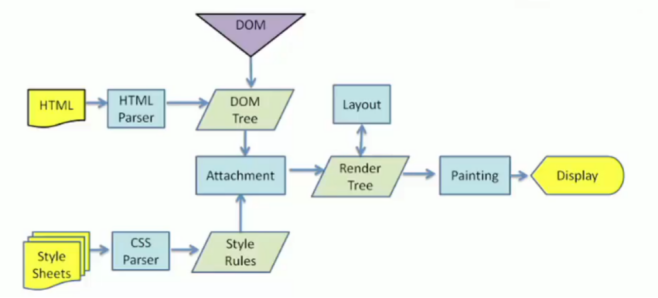 DOM
HTML
HTML
Parser
DOM
Tree
Layout
Attachment
Render
Tree
Painting
Display
Style
Sheets
CSS
Parser
Style
Rules